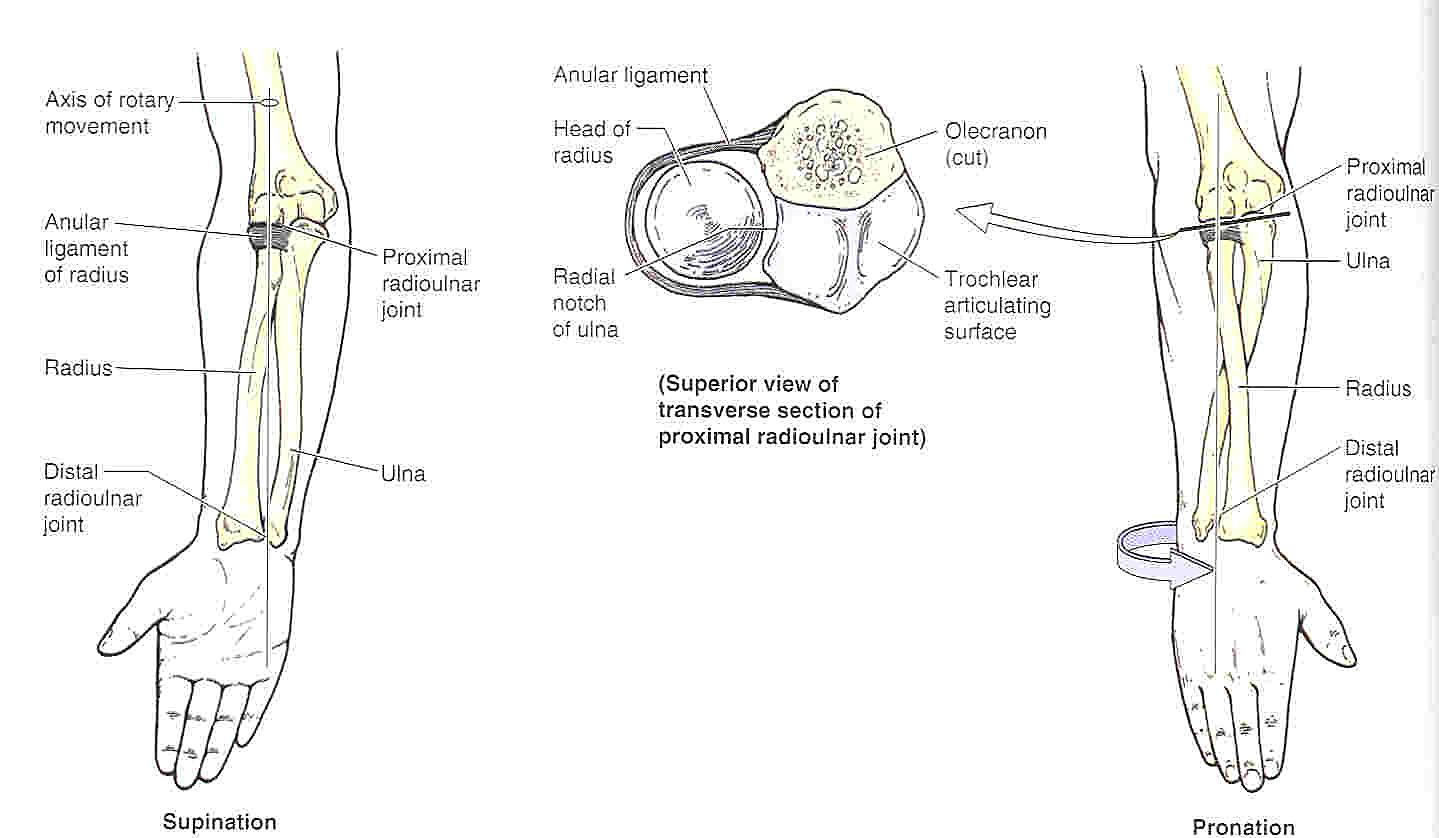 Axis of rotary
movement
Anular
ligament
of radius
Proximal
radioulnar
joint
Radius
Distal
radioulnar
joint
Ulna
Supination
Anular ligament
Head of
radius
Olecranon
(cut)
Radial
notch
of ulna
Trochlear
articulating
surface
(Superior view of
transverse section of
proximal radioulnar joint)
Proximal
radioulnar
joint
Ulna
Radius
Distal
radioulnar
joint
Pronation